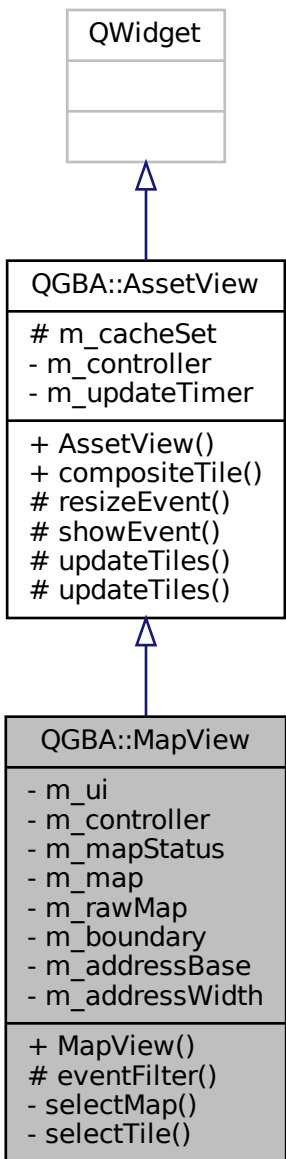 QWidget
QGBA::AssetView
# m_cacheSet
- m_controller
- m_updateTimer
+ AssetView()
+ compositeTile()
# resizeEvent()
# showEvent()
# updateTiles()
# updateTiles()
QGBA::MapView
- m_ui
- m_controller
- m_mapStatus
- m_map
- m_rawMap
- m_boundary
- m_addressBase
- m_addressWidth
+ MapView()
# eventFilter()
- selectMap()
- selectTile()